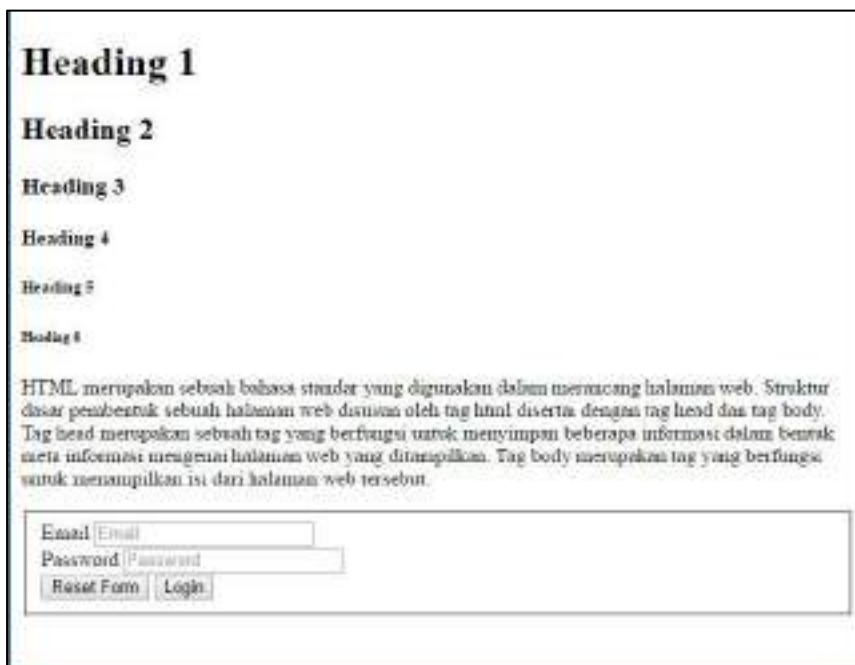 Heading 1
Heading 2
Heading 3
Heading 4
Heading 5
Heading 6
HTML merupakan sebuah bahasa standar yang digunakan dalam merancang halaman web. Struktur
dasar pembentuk sebuah halaman web disusun oleh tag html disertai dengan tag head dan tag body.
Tag head merupakan sebuah tag yang berfungsi untuk menyimpan beberapa informasi dalam bentuk
meta informasi mengenai halaman web yang ditampilkan. Tag body merupakan tag yang berfungsi
untuk menampilkan isi dari halaman web tersebut.
Email Email
Password Password
Reset Form Login